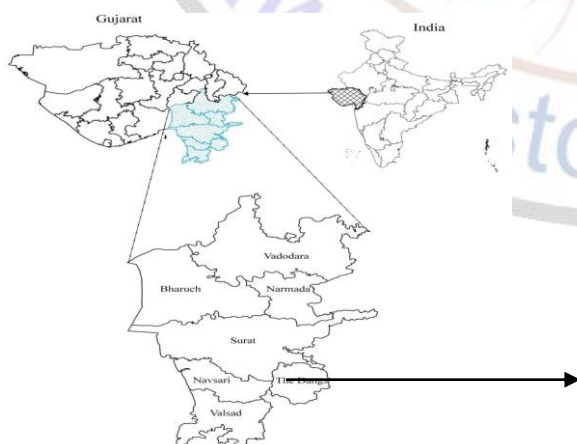 Gujarat
India
Vadodara
Bharuch
Narmada
Surat
Navsari
The Dangs
Valsad